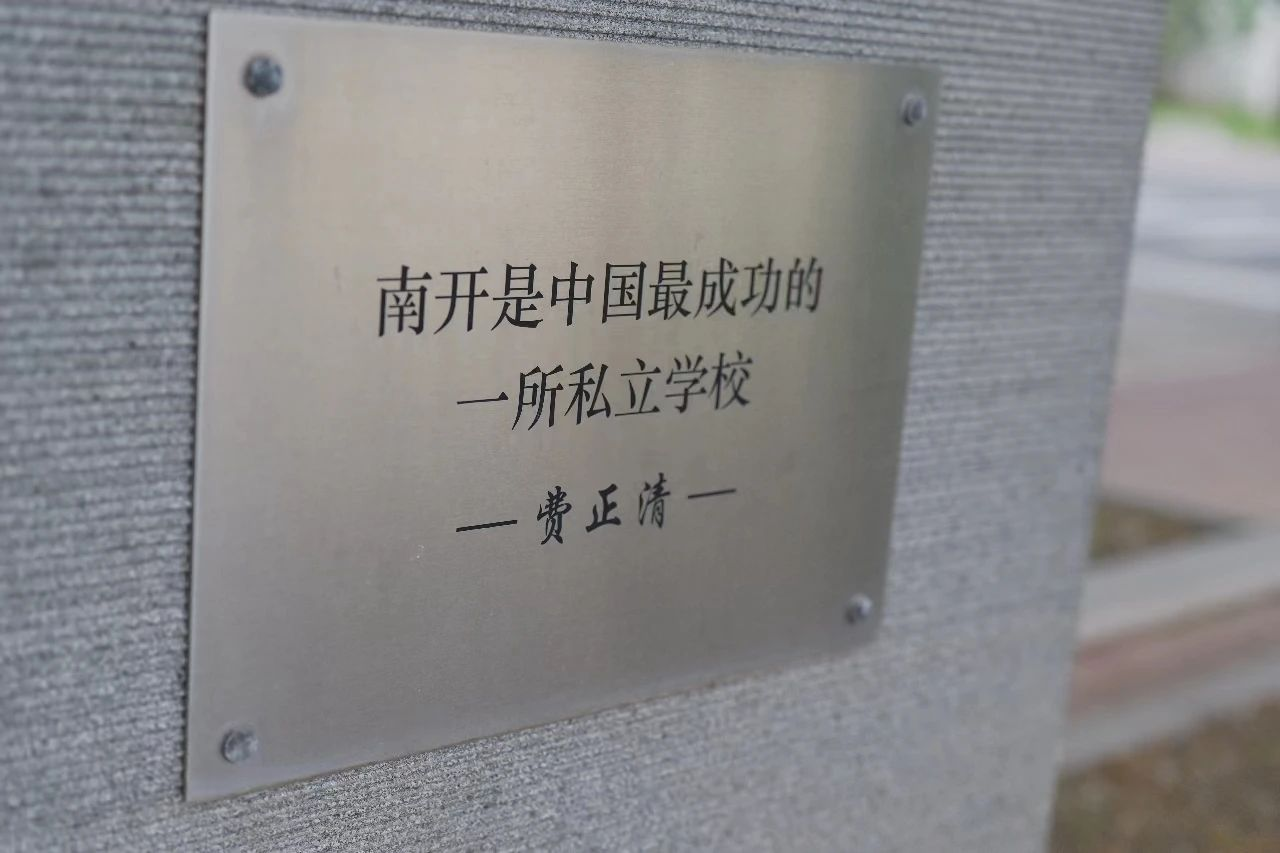 南开是中国最成功的
一所私立学校
— 费正清 —